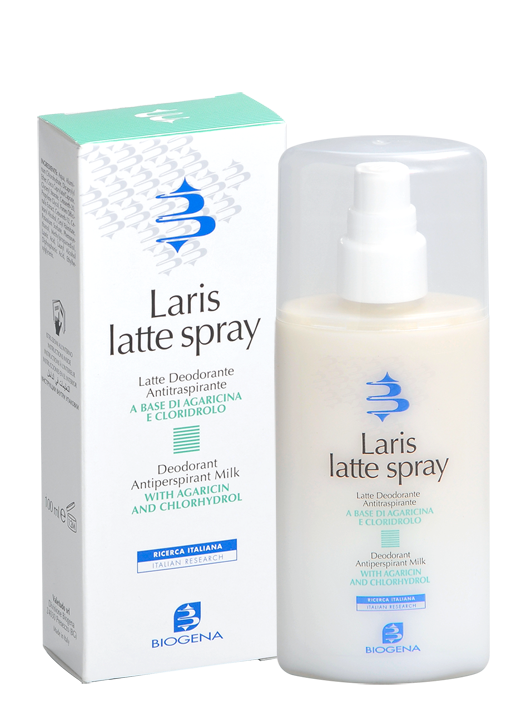 Laris
latte spray
Latte Deodorante
Antitraspirante
A BASE DI AGARICINA
E CLORIDROLO
Deodorant
Antiperspirant Milk
WITH AGARICIN
AND CHLORHYDROL
RICERCA ITALIANA
ITALIAN RESEARCH
BIOGENA
100 ml
Laris
latte spray
Latte Deodorante
Antitraspirante
A BASE DI AGARICINA
E CLORIDROLO
Deodorant
Antiperspirant Milk
WITH AGARICIN
AND CHLORHYDROL
RICERCA ITALIANA
ITALIAN RESEARCH
BIOGENA